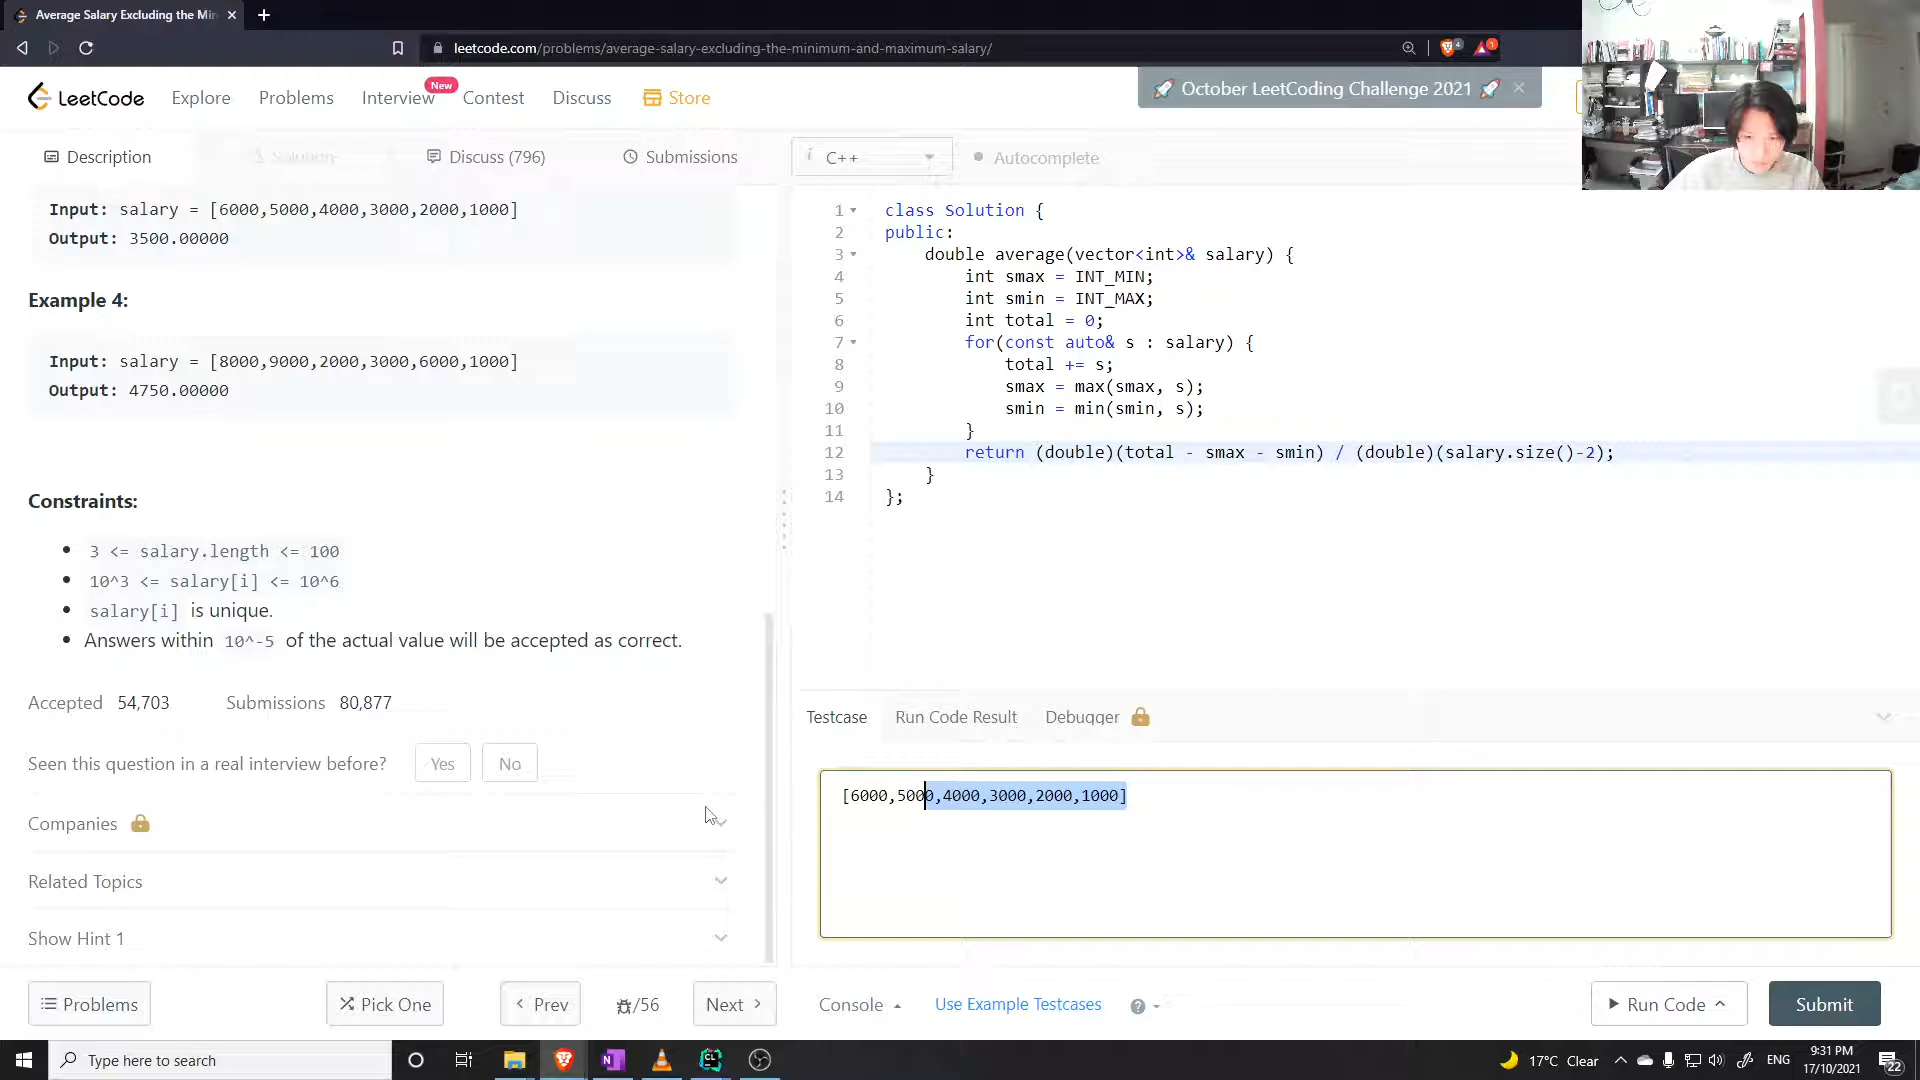 Average Salary Excluding the Min
leetcode.com/problems/average-salary-excluding-the-minimum-and-maximum-salary/
4
1
LeetCode
Explore
Problems
Interview
New
Contest
Discuss
Store
October LeetCoding Challenge 2021
Description
Solution
Discuss (796)
Submissions
i C++
Autocomplete
Input: salary = [6000,5000,4000,3000,2000,1000]
Output: 3500.00000
Example 4:
Input: salary = [8000,9000,2000,3000,6000,1000]
Output: 4750.00000
Constraints:
3 <= salary.length <= 100
10^3 <= salary[i] <= 10^6
salary[i] is unique.
Answers within 10^-5 of the actual value will be accepted as correct.
Accepted 54,703 Submissions 80,877
Seen this question in a real interview before? Yes No
Companies
Related Topics
Show Hint 1
1 class Solution {
2 public:
3 double average(vector<int>& salary) {
4 int smax = INT_MIN;
5 int smin = INT_MAX;
6 int total = 0;
7 for(const auto& s : salary) {
8 total += s;
9 smax = max(smax, s);
10 smin = min(smin, s);
11 }
12 return (double)(total - smax - smin) / (double)(salary.size()-2);
13 }
14 };
Testcase
Run Code Result
Debugger
[6000,5000,4000,3000,2000,1000]
Problems
Pick One
< Prev
/56
Next >
Console
Use Example Testcases
?
Run Code
Submit
Type here to search
N
CL
17°C Clear
ENG
9:31 PM
17/10/2021
22